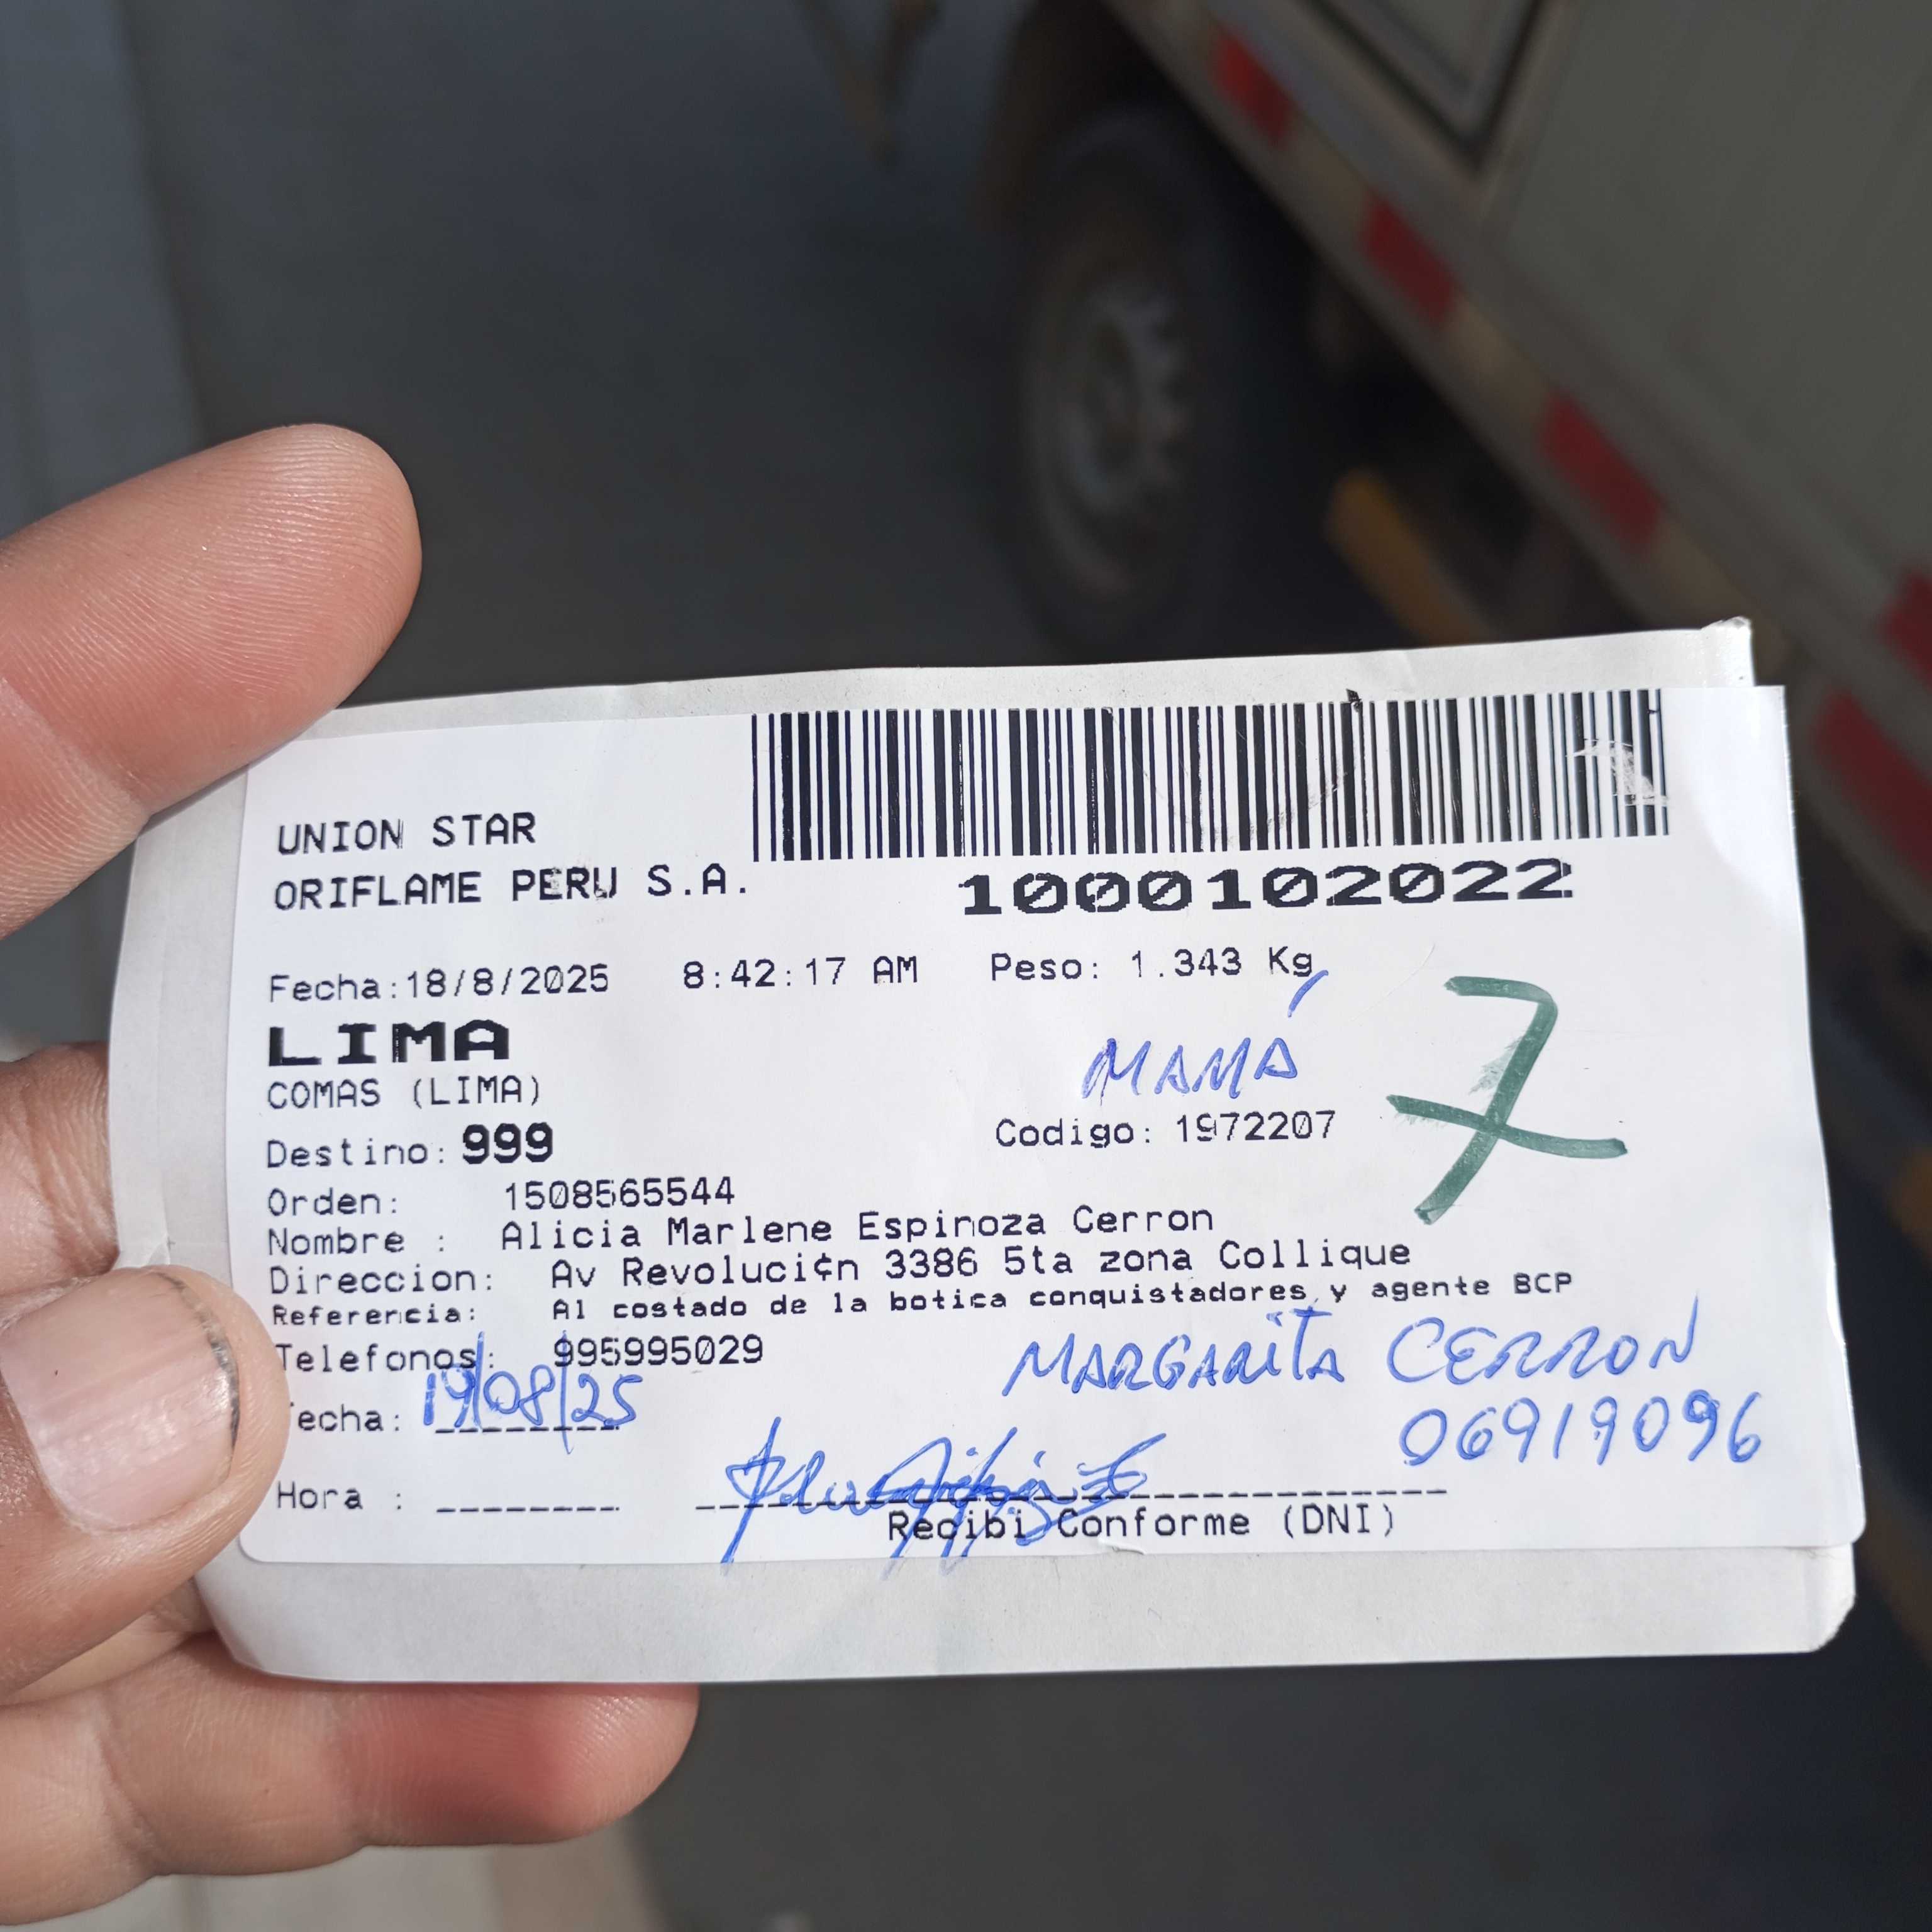 UNION STAR
ORIFLAME PERU S.A.
1000102022
Fecha:18/8/2025 8:42:17 AM Peso: 1.343 Kg
LIMA
MAMÁ
7
COMAS (LIMA)
Destino: 999 Codigo: 1972207
Orden: 1508565544
Nombre : Alicia Marlene Espinoza Cerron
Direccion: Av Revoluci¢n 3386 5ta zona Collique
Referencia: Al costado de la botica conquistadores y agente BCP
Telefonos: 995995029
MARGARITA CERRON
echa: 19/08/25
06919096
Hora :
Recibi Conforme (DNI)